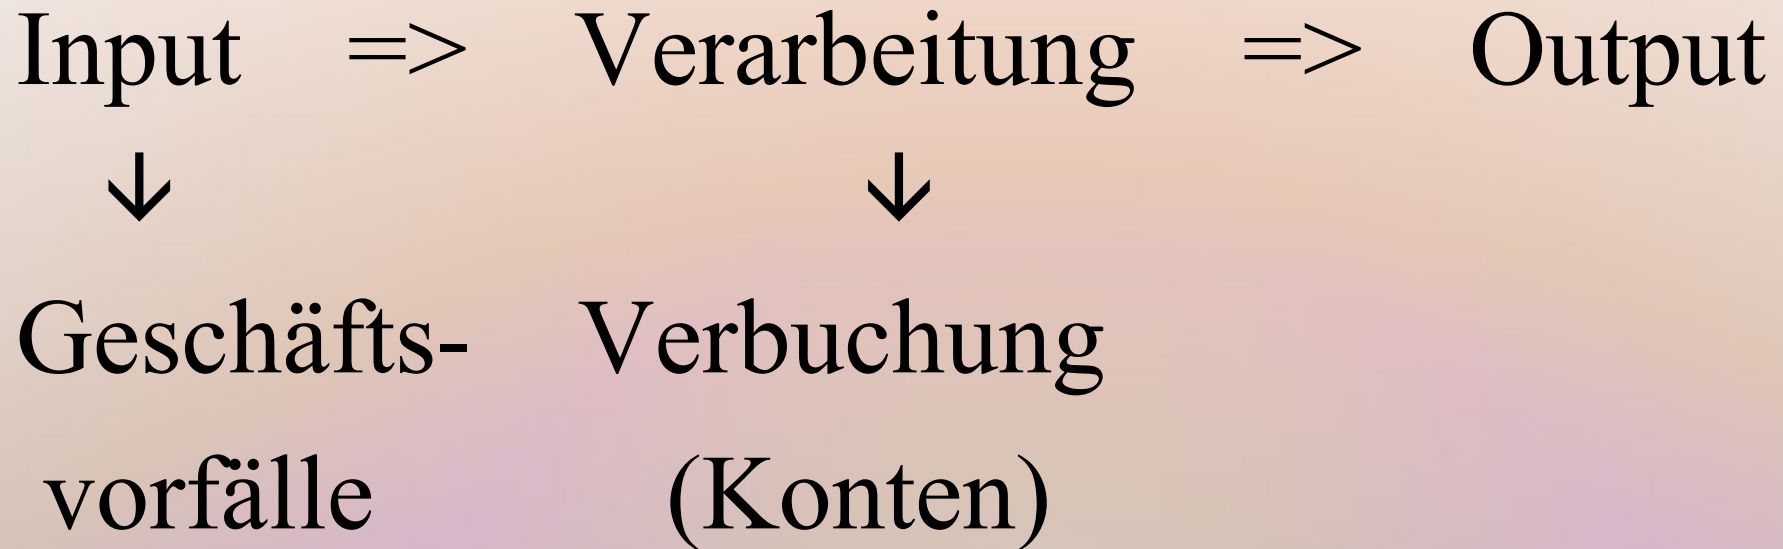 Input => Verarbeitung => Output
↓ ↓
Geschäfts- Verbuchung
vorfälle (Konten)